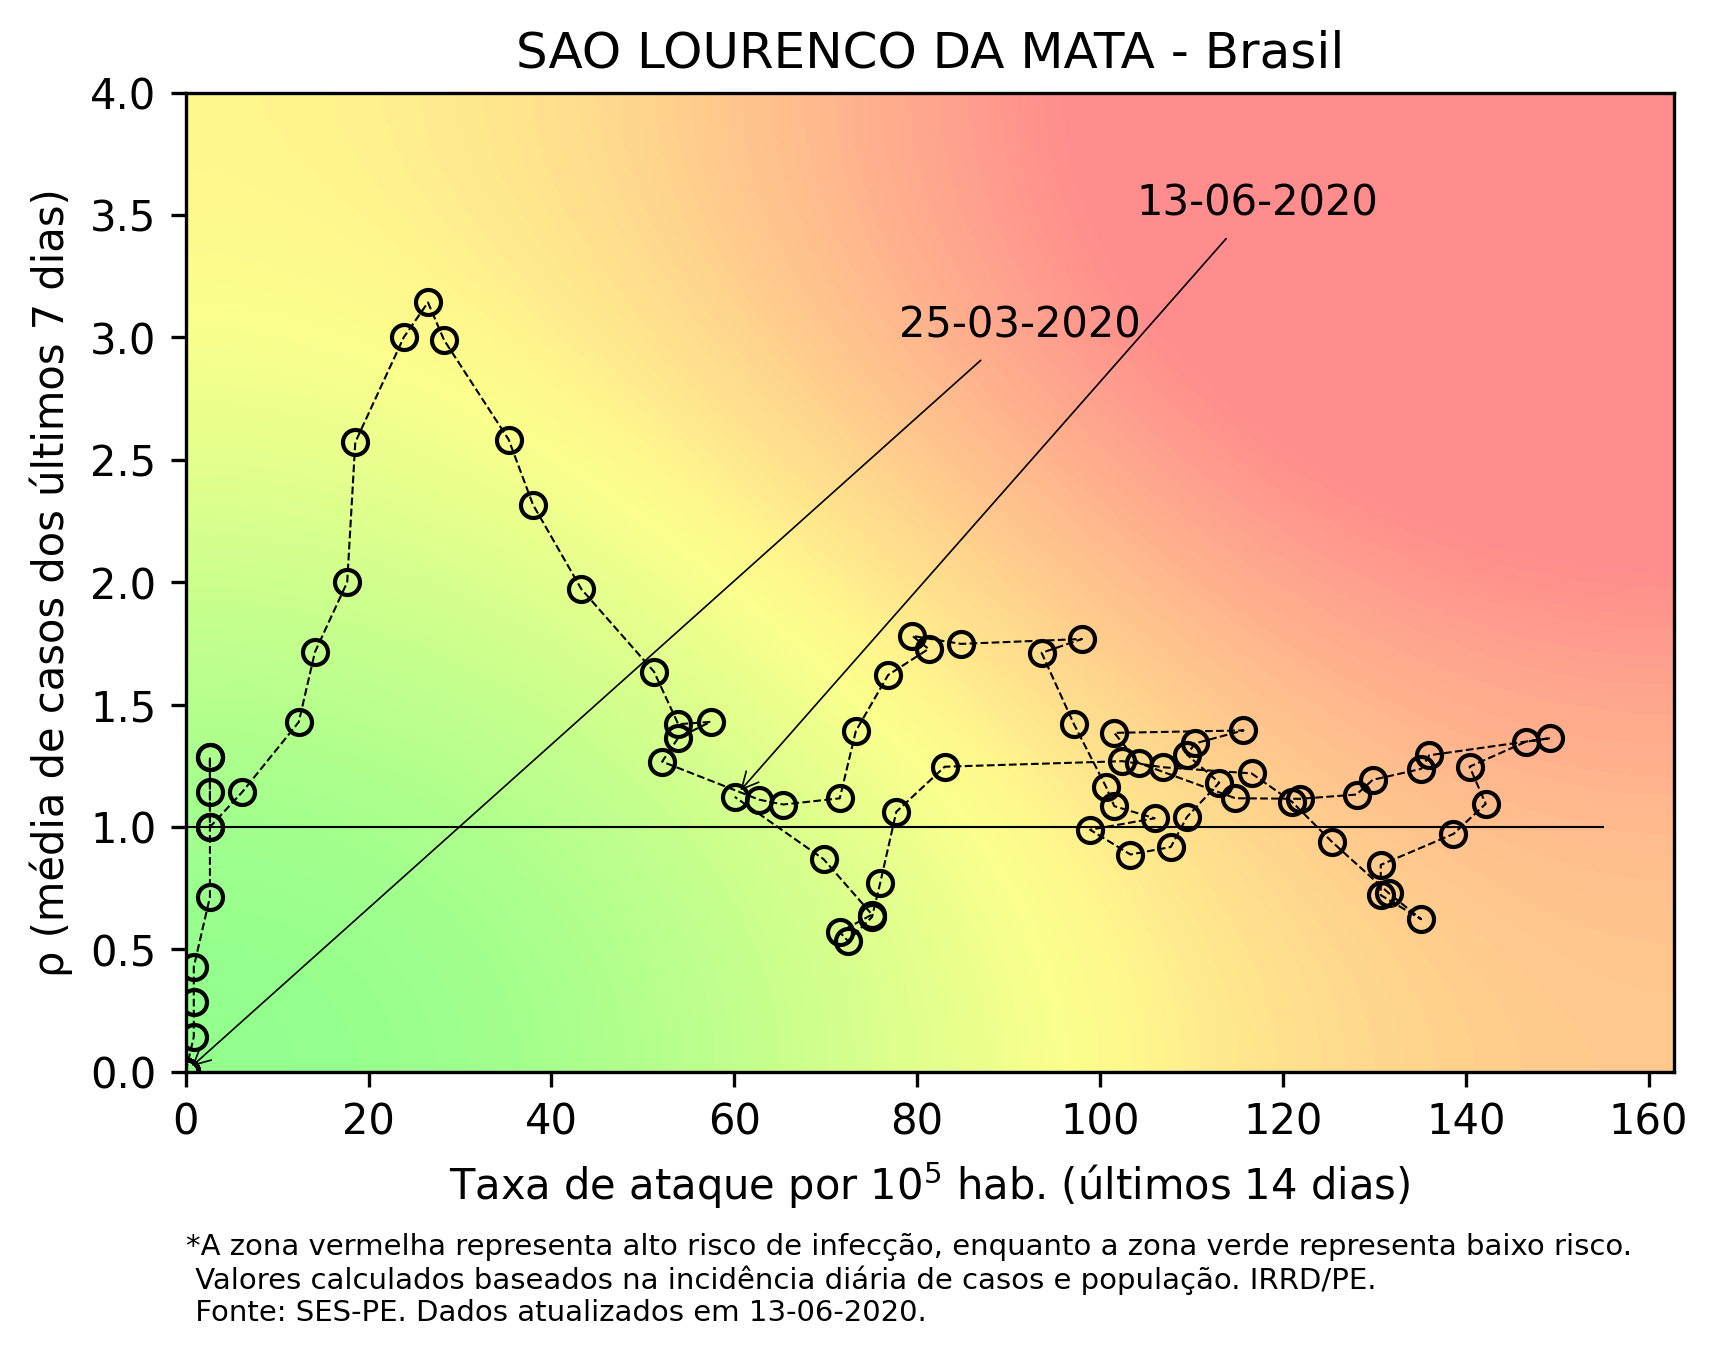 SAO LOURENCO DA MATA - Brasil
4.0
3.5
3.0
2.5
2.0
1.5
1.0
0.5
0.0
ρ (média de casos dos últimos 7 dias)
13-06-2020
25-03-2020
0 20 40 60 80 100 120 140 160
Taxa de ataque por 10⁵ hab. (últimos 14 dias)
*A zona vermelha representa alto risco de infecção, enquanto a zona verde representa baixo risco.
Valores calculados baseados na incidência diária de casos e população. IRRD/PE.
Fonte: SES-PE. Dados atualizados em 13-06-2020.